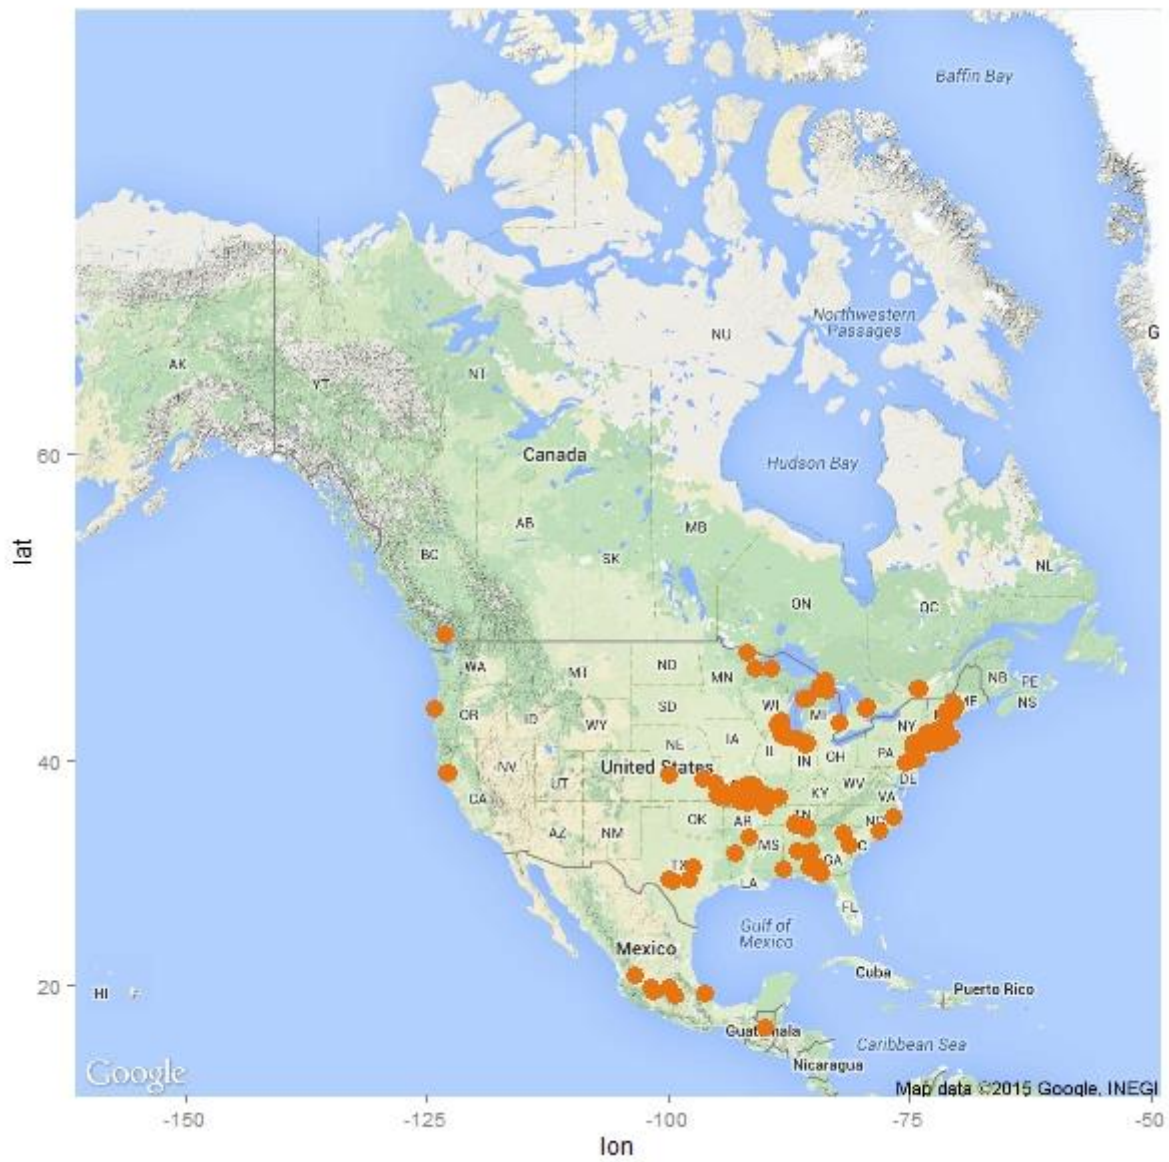 Baffin Bay
Northwestern
Passages
NU
G
AK
YT
NT
60
Canada
Hudson Bay
lat
AB
MB
BC
SK
NL
ON
QC
WA
MT
ND
MN
NB
PE
NS
OR
ID
SD
WI
MI
NY
WY
IA
NE
IL
IN
OH
PA
40
NV
UT
United States
DE
CA
KY
WV
VA
AZ
NM
OK
AR
TN
MS
GA
TX
LA
FL
Gulf of
Mexico
Mexico
Cuba
20
HI
Puerto Rico
Caribbean Sea
Nicaragua
Google
Map data ©2015 Google, INEGI
-150
-125
-100
-75
-50
lon